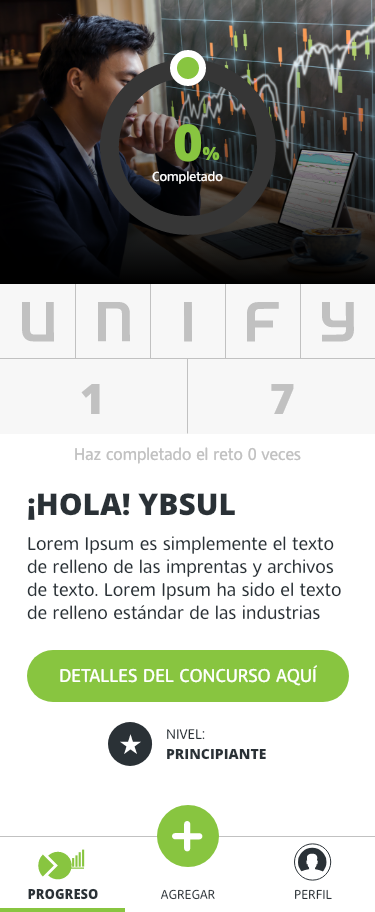 0%
Completado
U N I F Y
1 7
Haz completado el reto 0 veces
¡HOLA! YBSUL
Lorem Ipsum es simplemente el texto
de relleno de las imprentas y archivos
de texto. Lorem Ipsum ha sido el texto
de relleno estándar de las industrias
DETALLES DEL CONCURSO AQUÍ
NIVEL:
PRINCIPIANTE
PROGRESO
AGREGAR
PERFIL